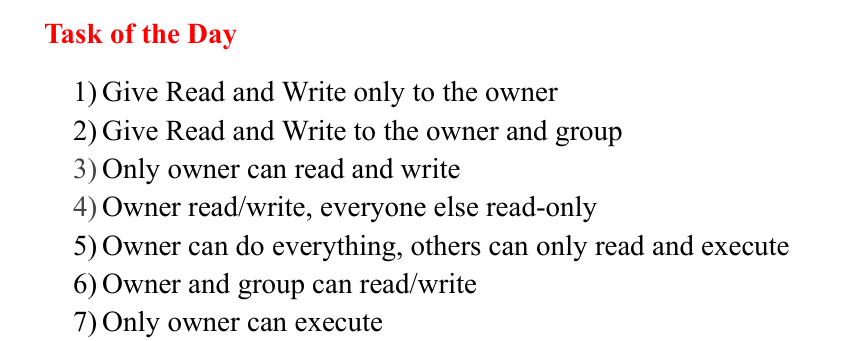 Task of the Day
1) Give Read and Write only to the owner
2) Give Read and Write to the owner and group
3) Only owner can read and write
4) Owner read/write, everyone else read-only
5) Owner can do everything, others can only read and execute
6) Owner and group can read/write
7) Only owner can execute